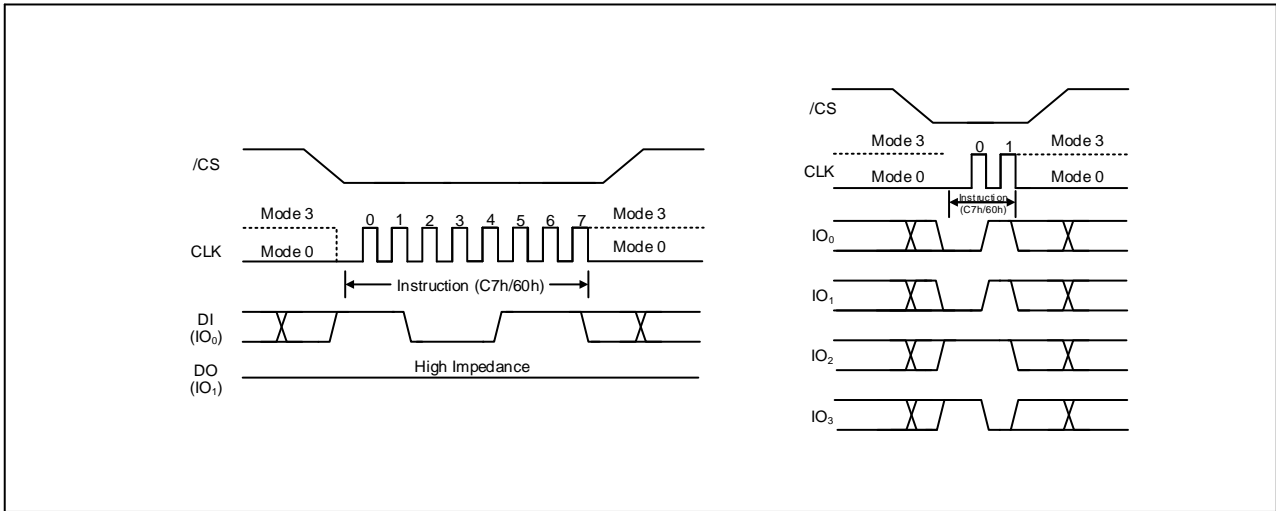 /CS
Mode 3 0 1 2 3 4 5 6 7 Mode 3
CLK Mode 0 Mode 0
Instruction (C7h/60h)
DI
(IO₀)
High Impedance
DO
(IO₁)
/CS
Mode 3 0 1 Mode 3
CLK Mode 0 Mode 0
Instruction
(C7h/60h)
IO₀
IO₁
IO₂
IO₃